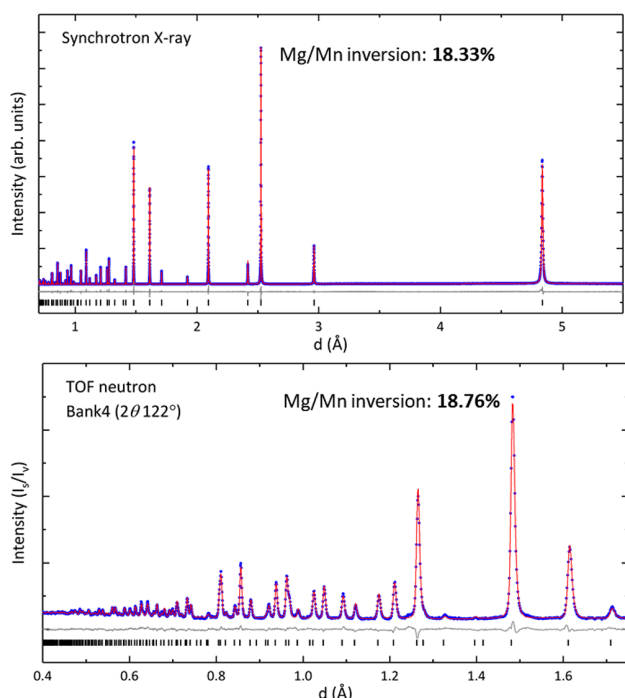 Synchrotron X-ray
Mg/Mn inversion: 18.33%
Intensity (arb. units)
1 2 3 4 5
d (Å)
TOF neutron
Bank4 (2θ 122°)
Mg/Mn inversion: 18.76%
Intensity (Is/Iv)
0.4 0.6 0.8 1.0 1.2 1.4 1.6
d (Å)